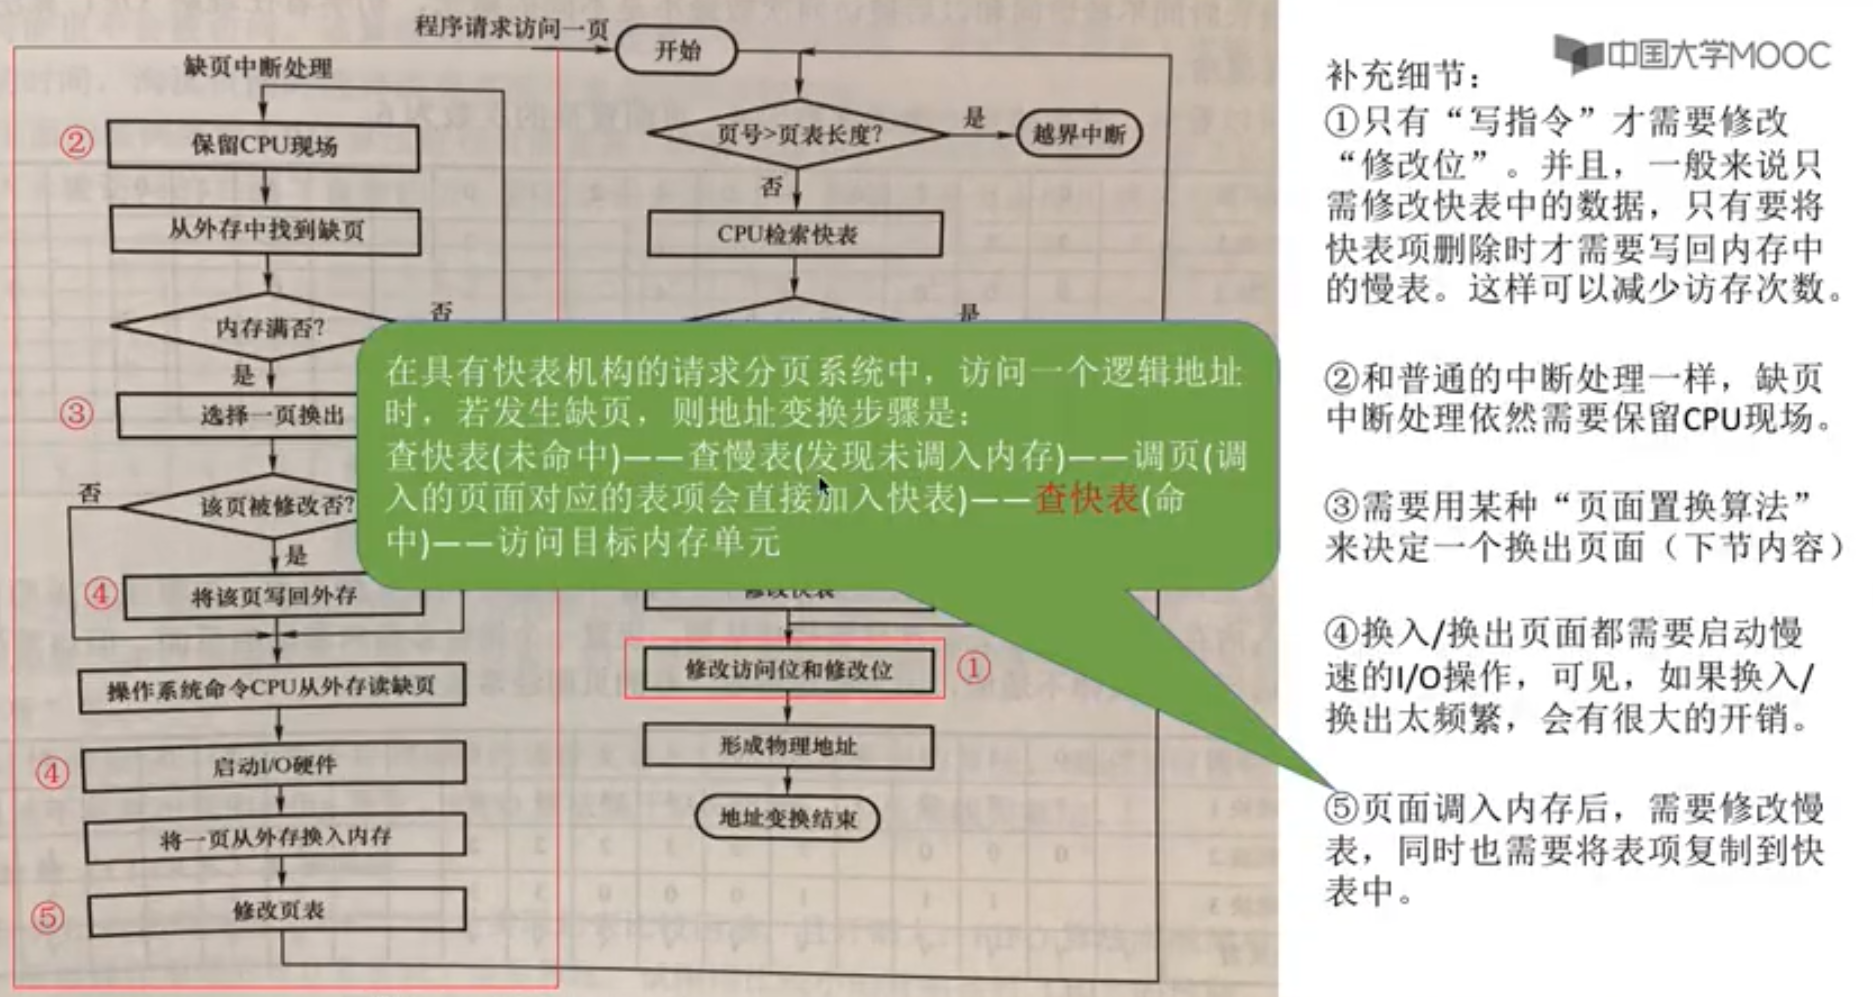 程序请求访问一页
开始
缺页中断处理
②
保留CPU现场
从外存中找到缺页
内存满否?
否
是
③
选择一页换出
否
该页被修改否?
是
④
将该页写回外存
操作系统命令CPU从外存读缺页
④
启动I/O硬件
将一页从外存换入内存
⑤
修改页表
页号>页表长度?
是
越界中断
否
CPU检索快表
是
在具有快表机构的请求分页系统中，访问一个逻辑地址
时，若发生缺页，则地址变换步骤是：
查快表(未命中)——查慢表(发现未调入内存)——调页(调
入的页面对应的表项会直接加入快表)——查快表(命
中)——访问目标内存单元
修改快表
修改访问位和修改位
①
形成物理地址
地址变换结束
中国大学MOOC
补充细节：
①只有“写指令”才需要修改
“修改位”。并且，一般来说只
需修改快表中的数据，只有要将
快表项删除时才需要写回内存中
的慢表。这样可以减少访存次数。
②和普通的中断处理一样，缺页
中断处理依然需要保留CPU现场。
③需要用某种“页面置换算法”
来决定一个换出页面（下节内容）
④换入/换出页面都需要启动慢
速的I/O操作，可见，如果换入/
换出太频繁，会有很大的开销。
⑤页面调入内存后，需要修改慢
表，同时也需要将表项复制到快
表中。